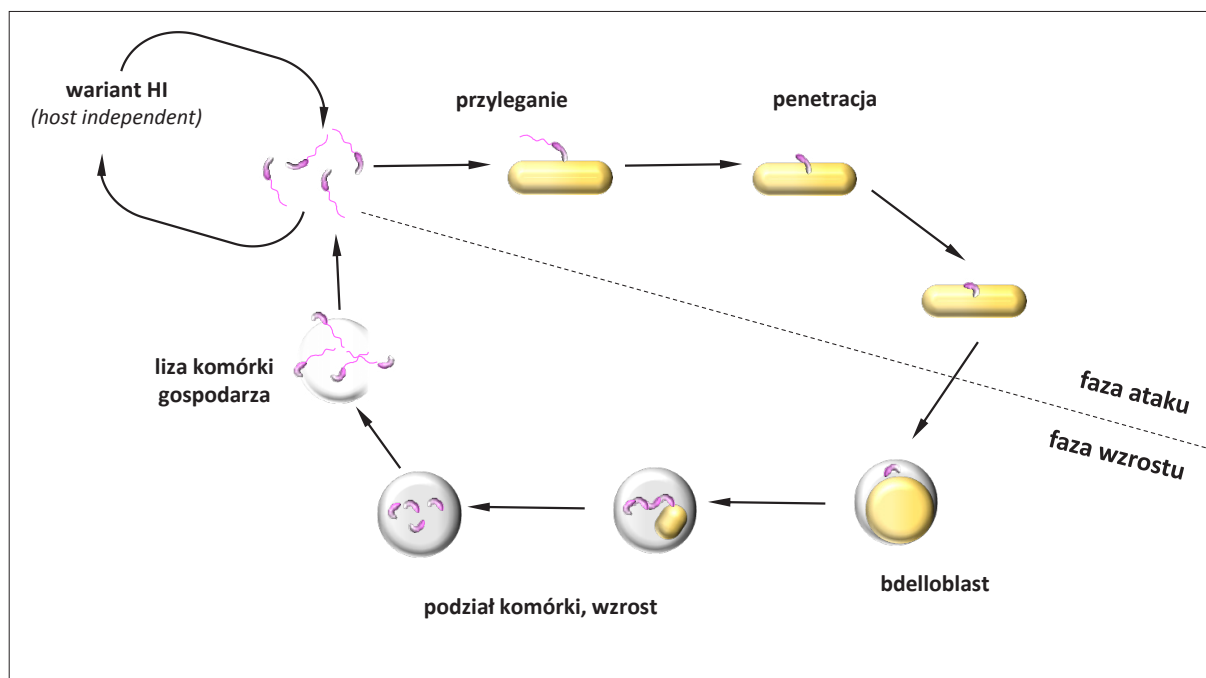 wariant HI
(host independent)
przyleganie
penetracja
faza ataku
faza wzrostu
bdelloblast
podział komórki, wzrost
liza komórki
gospodarza